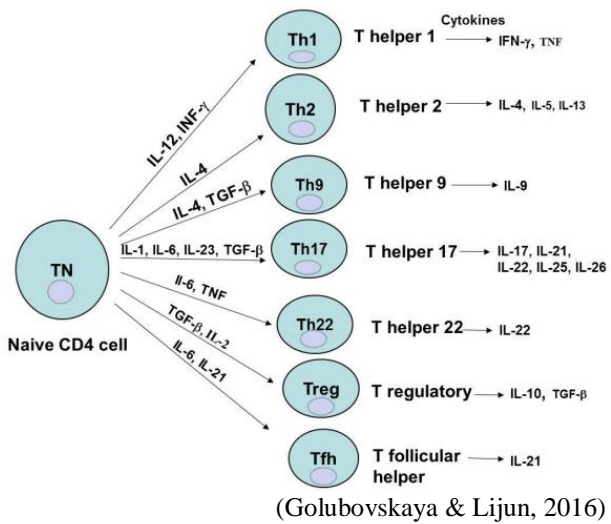 Cytokines
Th1 T helper 1 IFN-γ, TNF
IL-12, INF-γ
Th2 T helper 2 IL-4, IL-5, IL-13
IL-4
Th9 T helper 9 IL-9
IL-4, TGF-β
IL-1, IL-6, IL-23, TGF-β
Th17 T helper 17 IL-17, IL-21,
IL-22, IL-25, IL-26
TN
Naive CD4 cell
Il-6, TNF
Th22 T helper 22 IL-22
TGF-β, IL-2
Treg T regulatory IL-10, TGF-β
IL-6, IL-21
Tfh T follicular IL-21
helper
(Golubovskaya & Lijun, 2016)